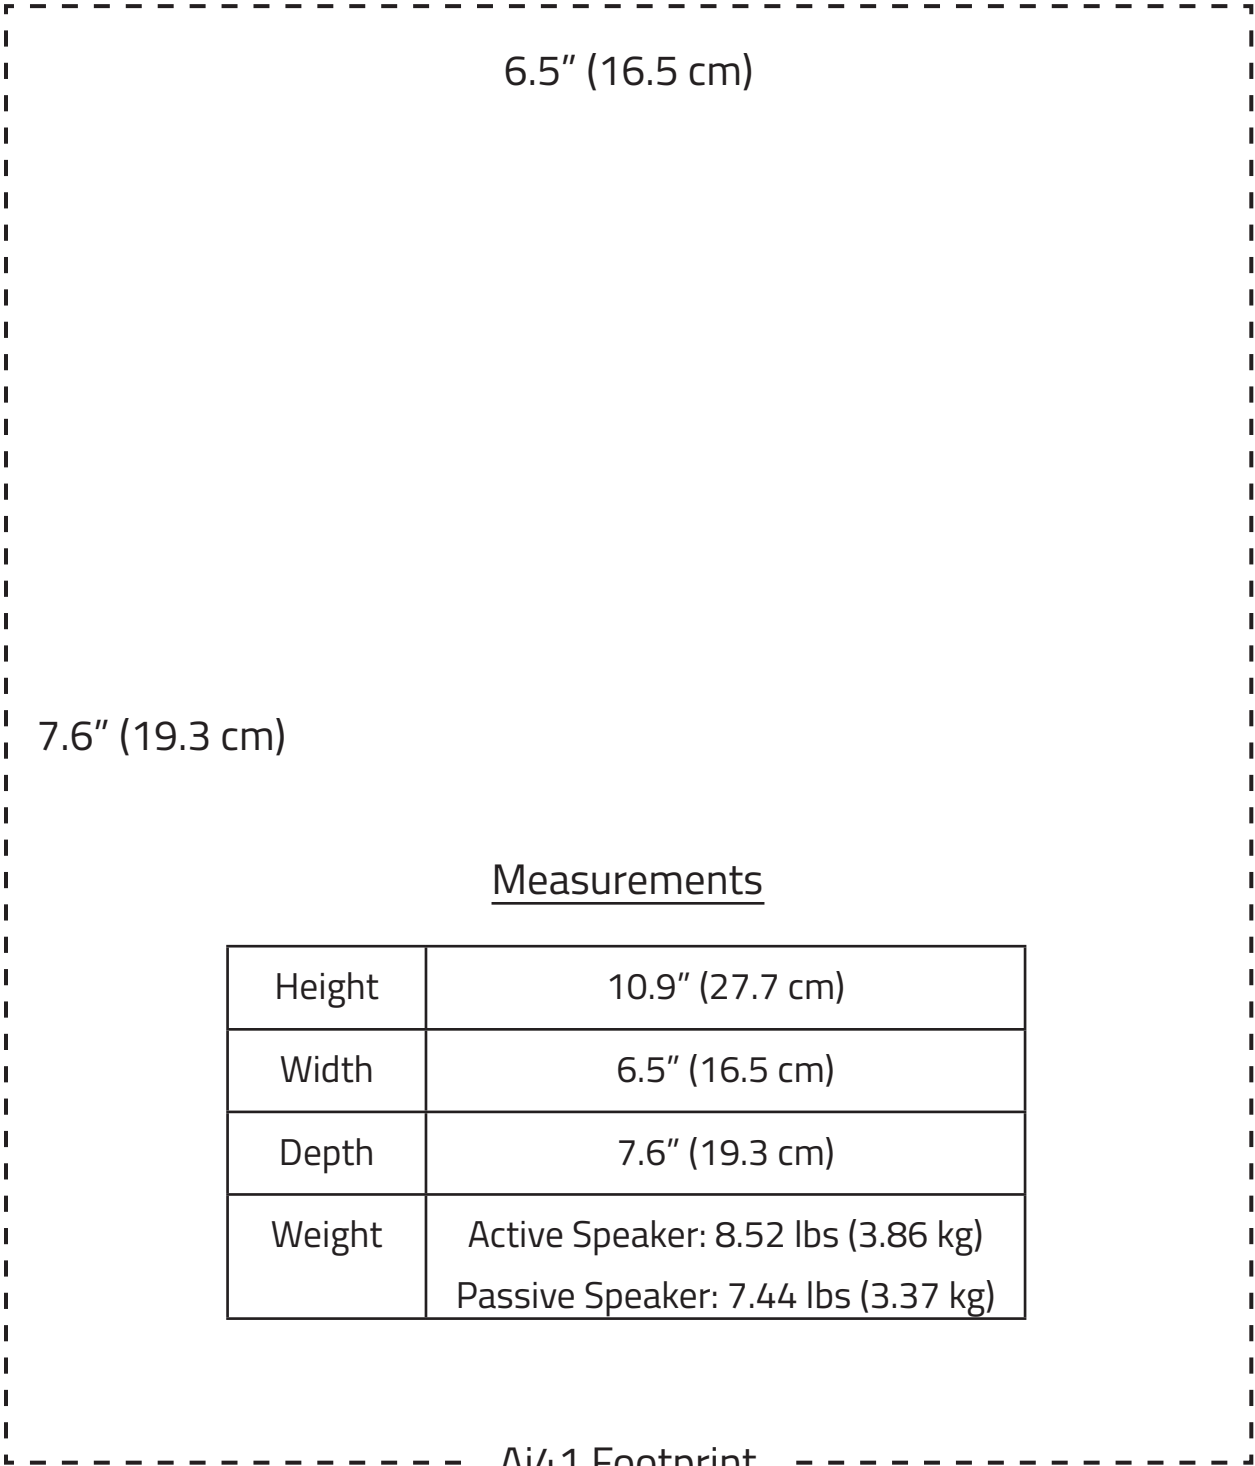 6.5” (16.5 cm)
7.6” (19.3 cm)
Measurements
Height 10.9” (27.7 cm)
Width 6.5” (16.5 cm)
Depth 7.6” (19.3 cm)
Weight Active Speaker: 8.52 lbs (3.86 kg)
Passive Speaker: 7.44 lbs (3.37 kg)
Ai41 Footprint